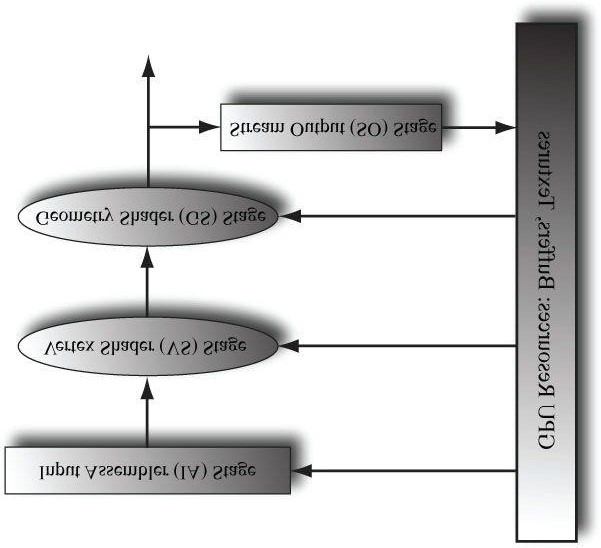 Input Assembler (IA) Stage
Vertex Shader (VS) Stage
Geometry Shader (GS) Stage
Stream Output (SO) Stage
GPU Resources: Buffers, Textures